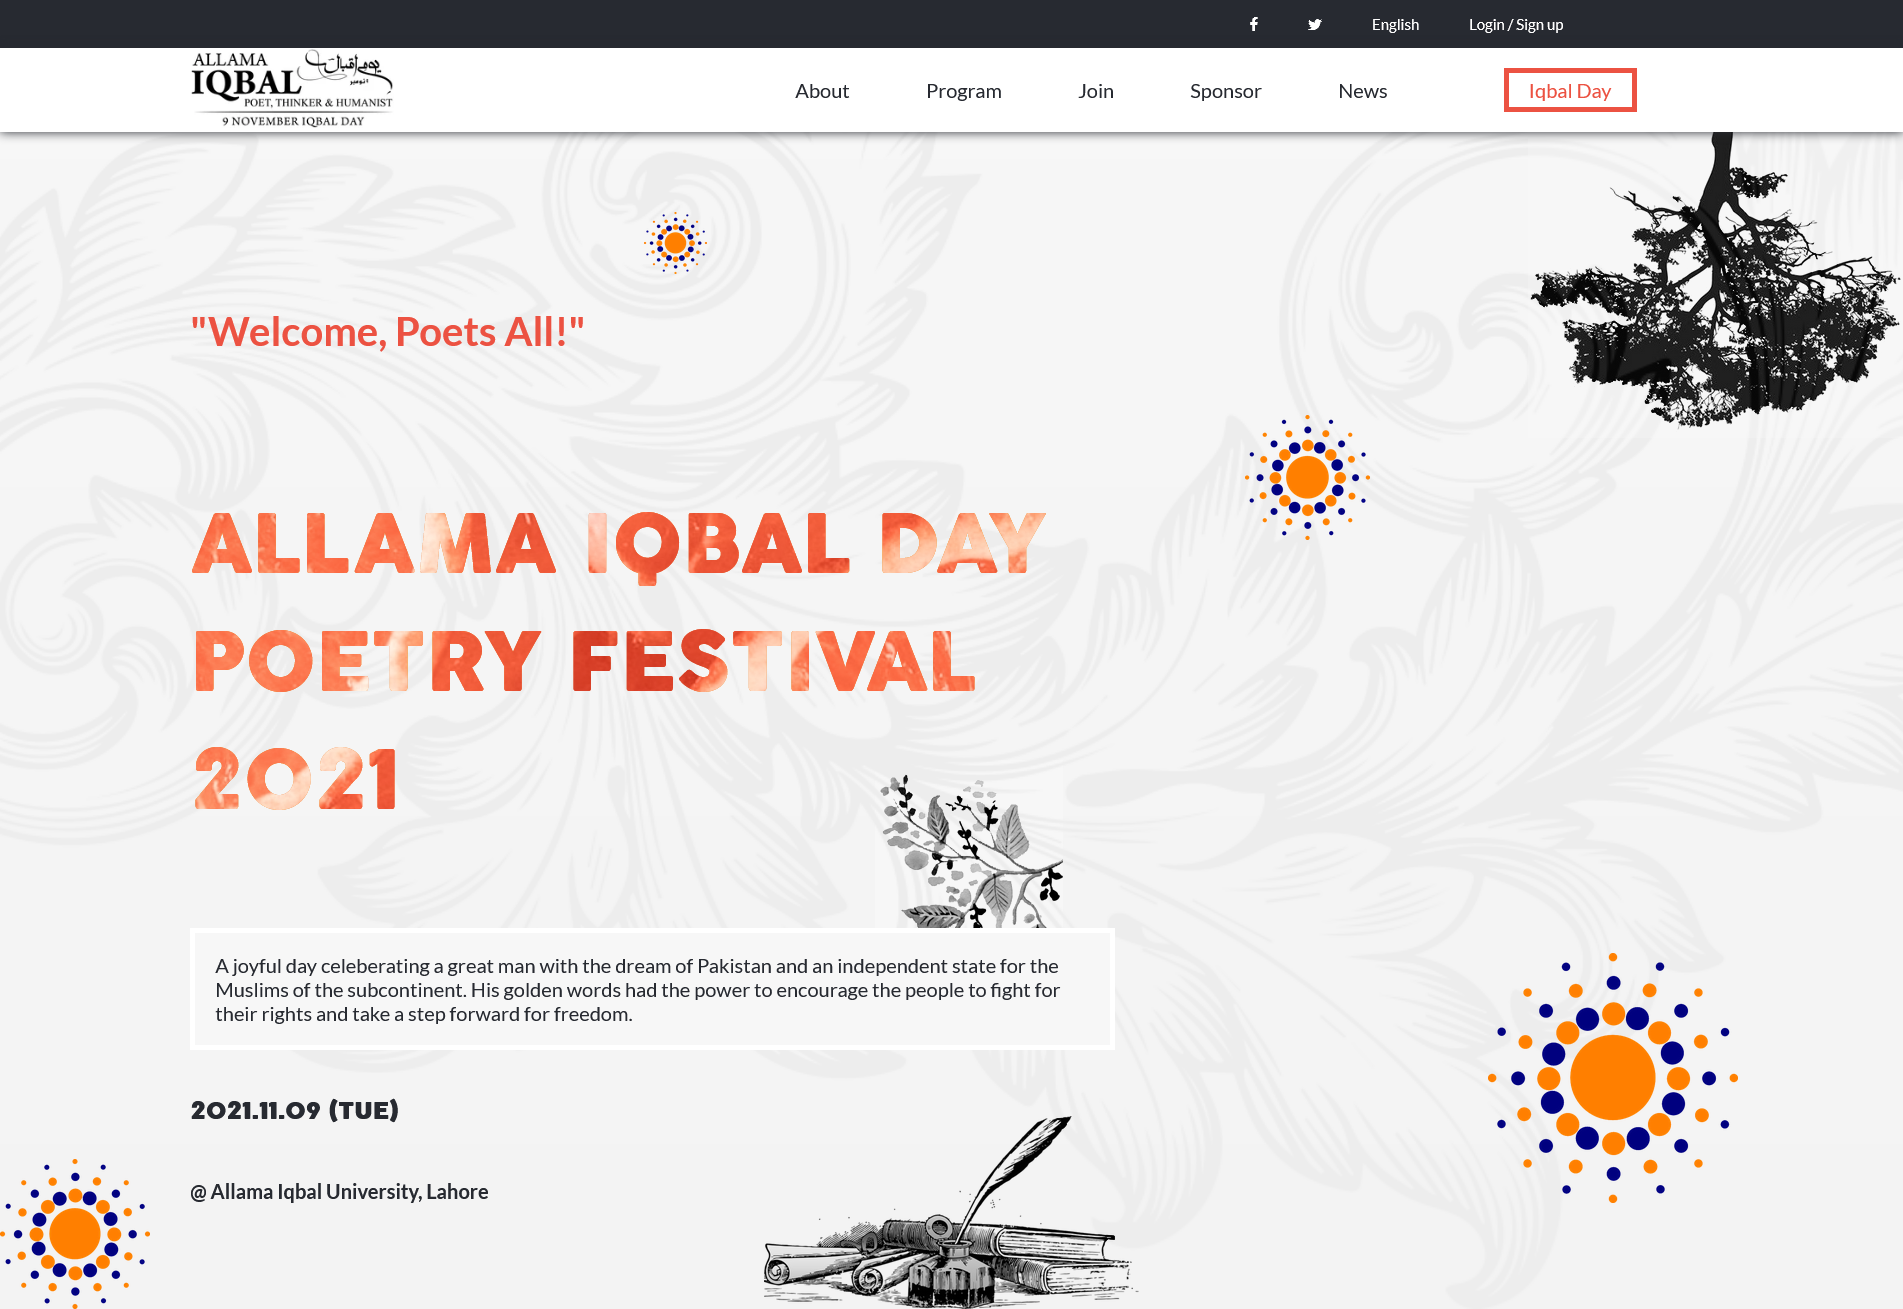 English
Login / Sign up
ALLAMA
IQBAL
یومِ اقبال
۹ نومبر
POET, THINKER & HUMANIST
9 NOVEMBER IQBAL DAY
About
Program
Join
Sponsor
News
Iqbal Day
"Welcome, Poets All!"
ALLAMA IQBAL DAY
POETRY FESTIVAL
2021
A joyful day celeberating a great man with the dream of Pakistan and an independent state for the
Muslims of the subcontinent. His golden words had the power to encourage the people to fight for
their rights and take a step forward for freedom.
2021.11.09 (TUE)
@ Allama Iqbal University, Lahore